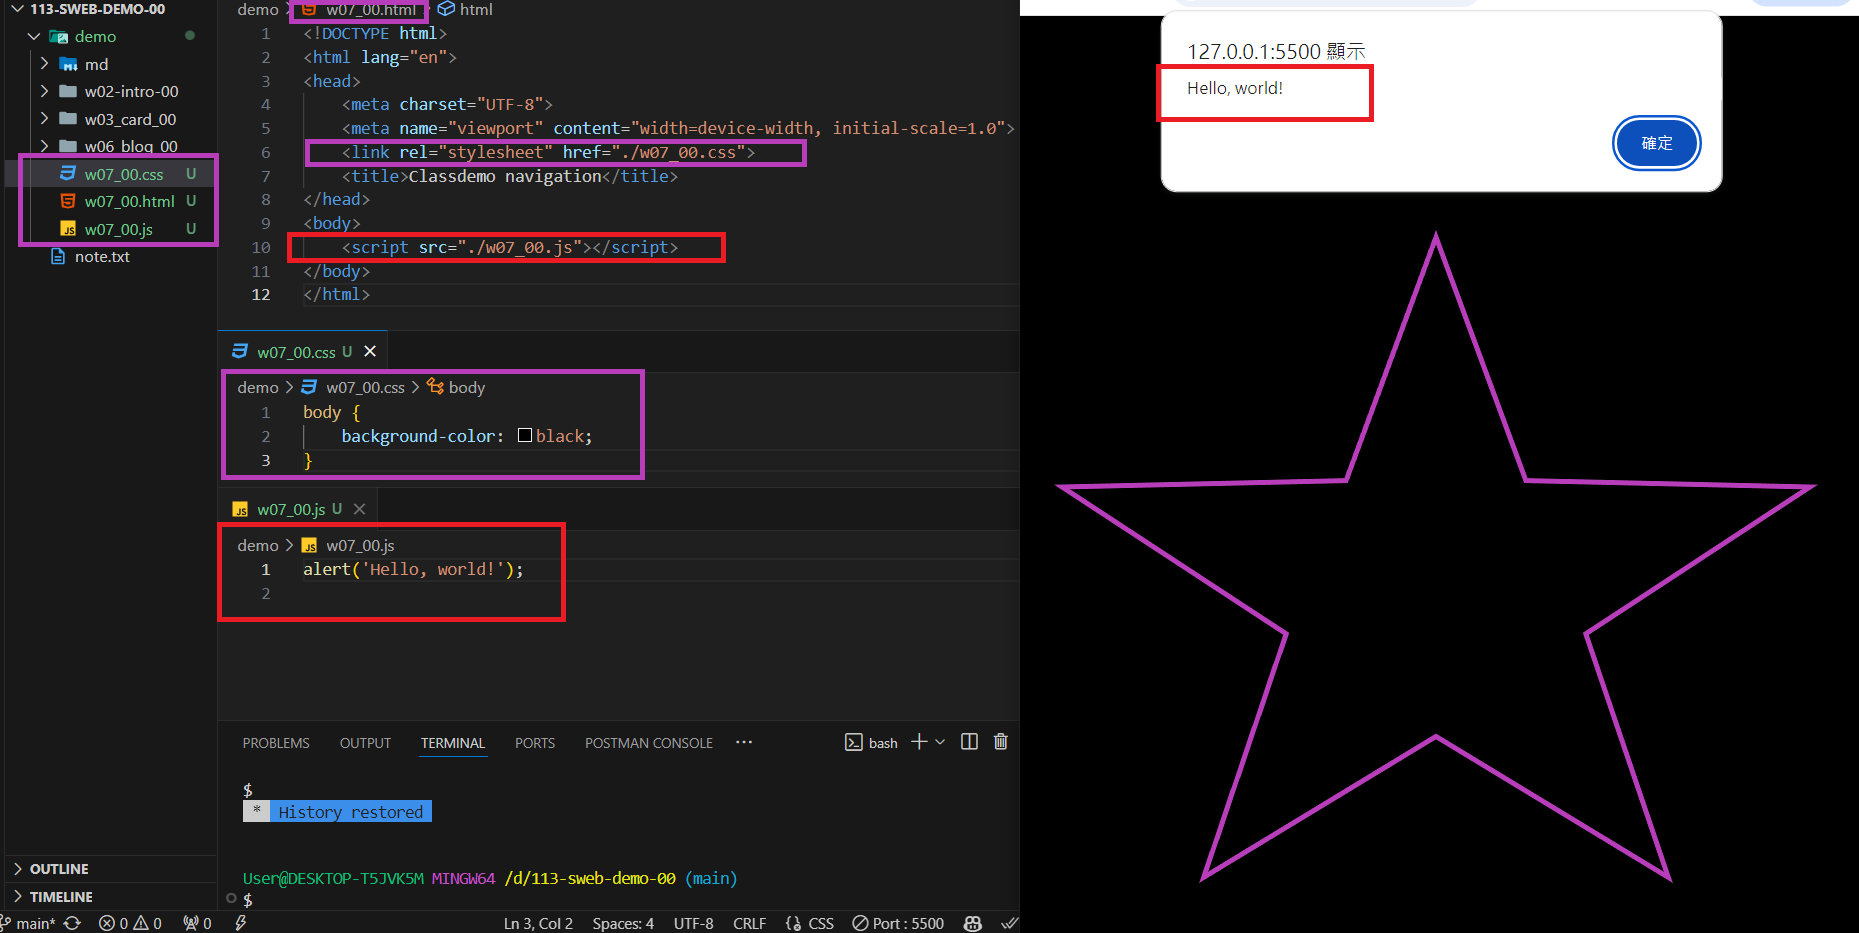 113-SWEB-DEMO-00
demo
md
w02-intro-00
w03_card_00
w06_blog_00
w07_00.css U
w07_00.html U
w07_00.js U
note.txt
OUTLINE
TIMELINE
demo > w07_00.html > html
1 <!DOCTYPE html>
2 <html lang="en">
3 <head>
4 <meta charset="UTF-8">
5 <meta name="viewport" content="width=device-width, initial-scale=1.0">
6 <link rel="stylesheet" href="./w07_00.css">
7 <title>Classdemo navigation</title>
8 </head>
9 <body>
10 <script src="./w07_00.js"></script>
11 </body>
12 </html>
w07_00.css U
demo > w07_00.css > body
1 body {
2 background-color: black;
3 }
w07_00.js U
demo > JS w07_00.js
1 alert('Hello, world!');
2
PROBLEMS OUTPUT TERMINAL PORTS POSTMAN CONSOLE ··· bash
$
* History restored
User@DESKTOP-T5JVK5M MINGW64 /d/113-sweb-demo-00 (main)
$
main* 0 0 0 Ln 3, Col 2 Spaces: 4 UTF-8 CRLF {} CSS Port : 5500
127.0.0.1:5500 顯示
Hello, world!
確定